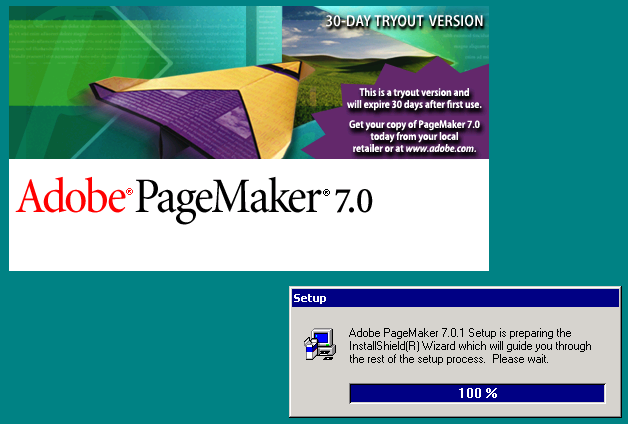 30-DAY TRYOUT VERSION
This is a tryout version and
will expire 30 days after first use.
Get your copy of PageMaker 7.0
today from your local
retailer or at www.adobe.com.
Adobe® PageMaker® 7.0
Setup
Adobe PageMaker 7.0.1 Setup is preparing the
InstallShield(R) Wizard which will guide you through
the rest of the setup process. Please wait.
100 %